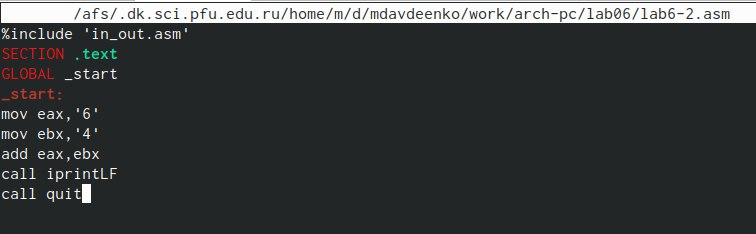 /afs/.dk.sci.pfu.edu.ru/home/m/d/mdavdeenko/work/arch-pc/lab06/lab6-2.asm
%include 'in_out.asm'
SECTION .text
GLOBAL _start
_start:
mov eax,'6'
mov ebx,'4'
add eax,ebx
call iprintLF
call quit